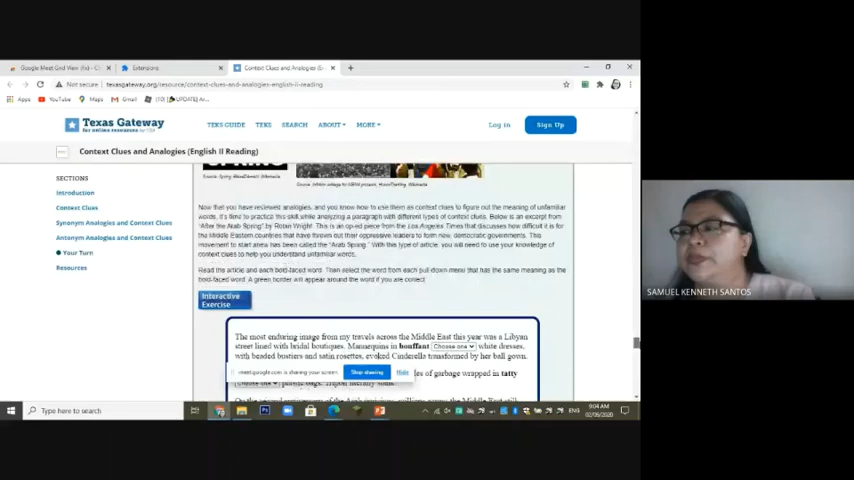 Google Meet Grid View (fix) - C
Extensions
Context Clues and Analogies (E
Not secure
texasgateway.org/resource/context-clues-and-analogies-english-ii-reading
Apps
YouTube
Maps
Gmail
Texas Gateway
for online resources by TEA
TEKS GUIDE
TEKS
SEARCH
ABOUT
MORE
Log in
Sign Up
Context Clues and Analogies (English II Reading)
SECTIONS
Introduction
Context Clues
Synonym Analogies and Context Clues
Antonym Analogies and Context Clues
Your Turn
Resources
Now that you have reviewed analogies, and you know how to use them as context clues to figure out the meaning of unfamiliar
words, it's time to practice this skill while analyzing a paragraph with different types of context clues. Below is an excerpt from
"After the Arab Spring" by Robin Wright. This is an op-ed piece from the Los Angeles Times that discusses how difficult it is for
the Middle Eastern countries that have thrown out their oppressive leaders to form new, democratic governments. This
movement to start anew has been called the "Arab Spring." With this type of article, you will need to use your knowledge of
context clues to help you understand unfamiliar words.
Read the article and each bold-faced word. Then select the word from each pull-down menu that has the same meaning as the
bold-faced word. A green border will appear around the word if you are correct.
Interactive
Exercise
The most enduring image from my travels across the Middle East this year was a Libyan
street lined with bridal boutiques. Mannequins in bouffant Choose one white dresses,
with beaded bustiers and satin rosettes, evoked Cinderella transformed by her ball gown.
les of garbage wrapped in tatty
meet.google.com is sharing your screen.
Stop sharing
Hide
SAMUEL KENNETH SANTOS
Type here to search
ENG
9:04 AM